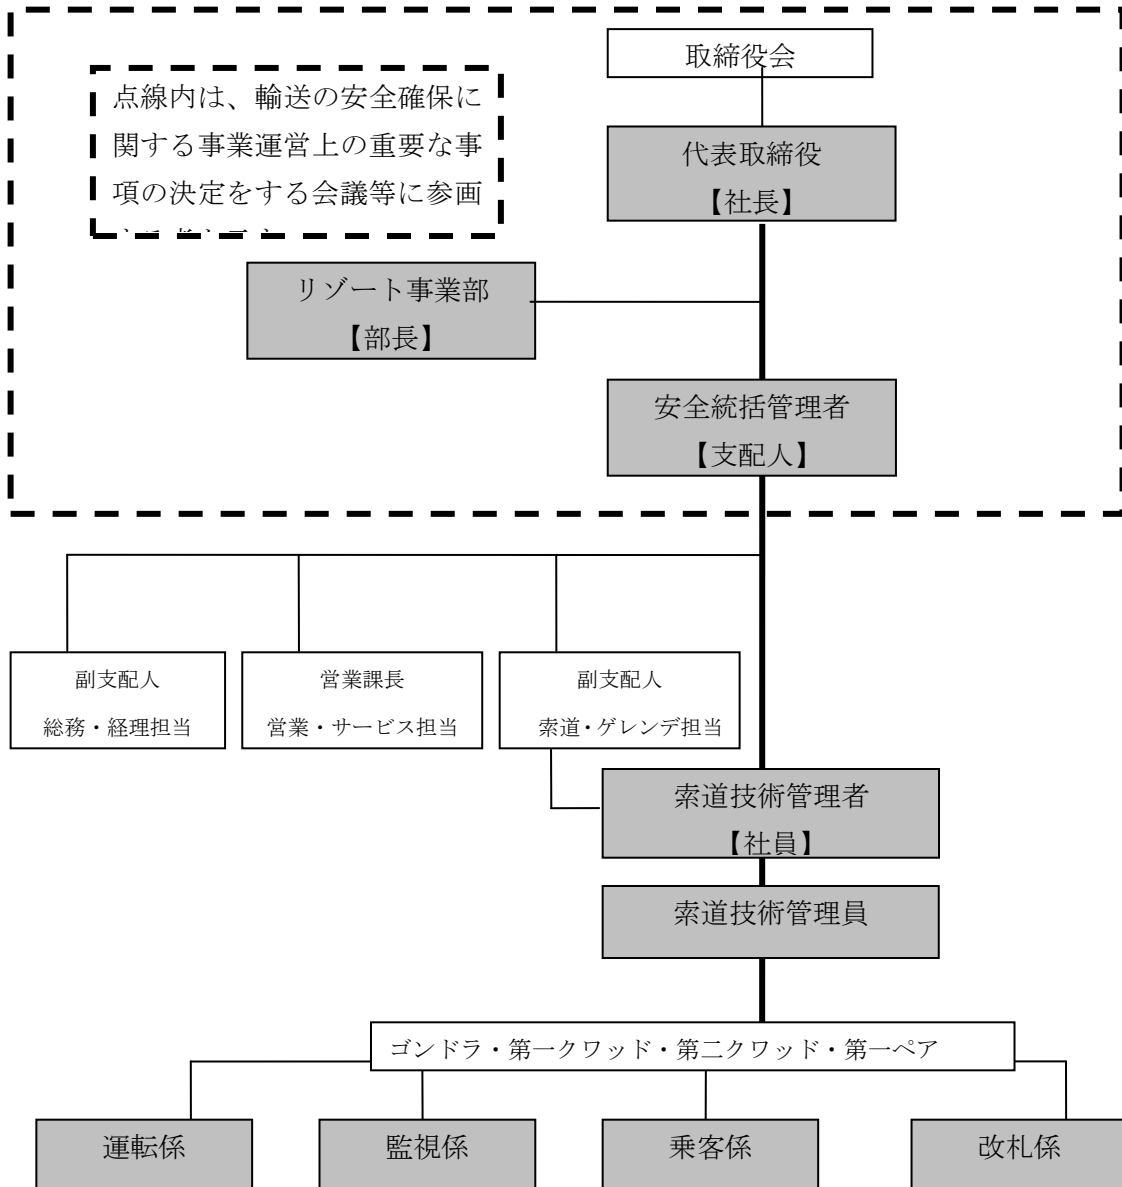 取締役会
点線内は、輸送の安全確保に
関する事業運営上の重要な事
項の決定をする会議等に参画
代表取締役
【社長】
リゾート事業部
【部長】
安全統括管理者
【支配人】
副支配人
総務・経理担当
営業課長
営業・サービス担当
副支配人
索道・ゲレンデ担当
索道技術管理者
【社員】
索道技術管理員
ゴンドラ・第一クワッド・第二クワッド・第一ペア
運転係
監視係
乗客係
改札係